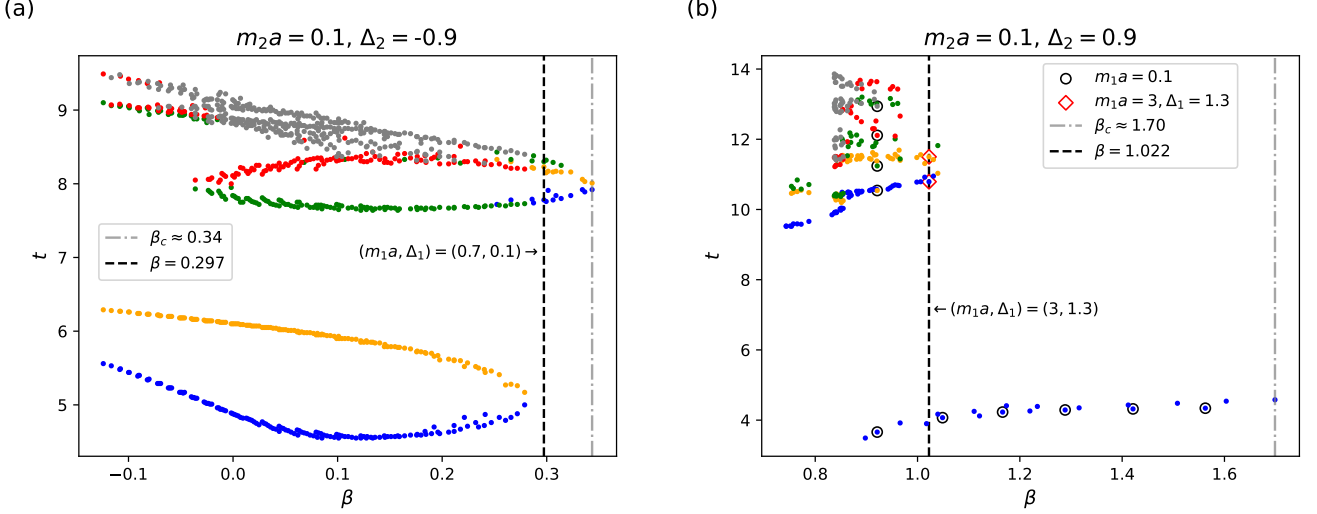 (a)
m₂a = 0.1, Δ₂ = -0.9
t
9
8
7
6
5
β_c ≈ 0.34
β = 0.297
(m₁a, Δ₁) = (0.7, 0.1) →
−0.1 0.0 0.1 0.2 0.3
β
(b)
m₂a = 0.1, Δ₂ = 0.9
t
14
12
10
8
6
4
m₁a = 0.1
m₁a = 3, Δ₁ = 1.3
β_c ≈ 1.70
β = 1.022
← (m₁a, Δ₁) = (3, 1.3)
0.8 1.0 1.2 1.4 1.6
β